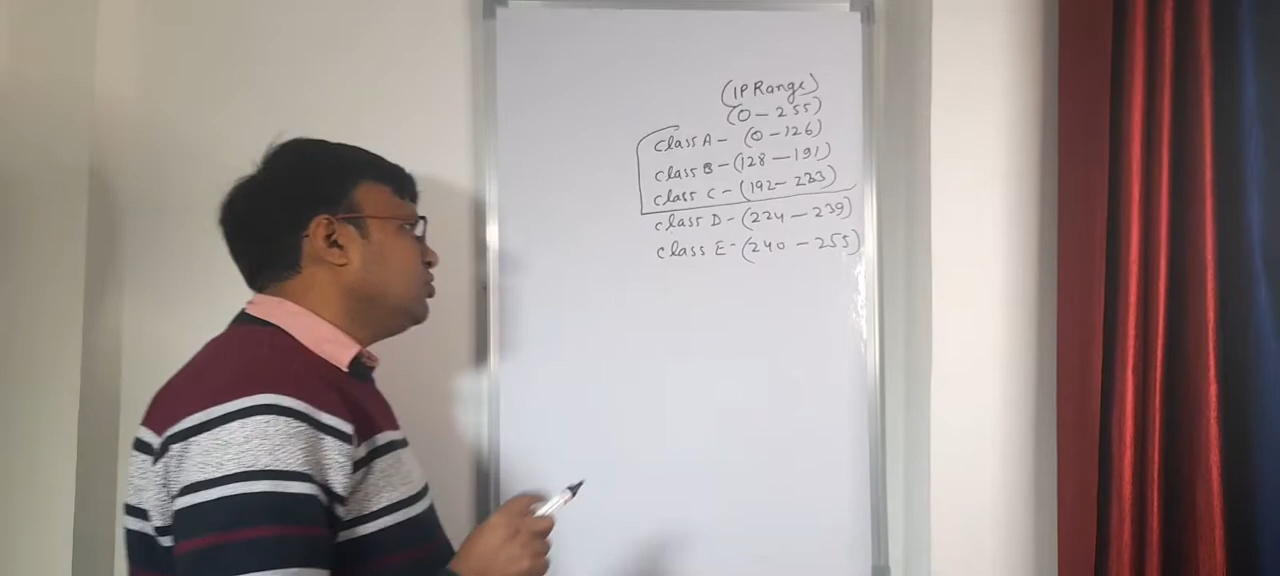 (IP Range)
(0 - 255)
Class A - (0 - 126)
Class B - (128 - 191)
Class C - (192 - 223)
Class D - (224 - 239)
Class E - (240 - 255)